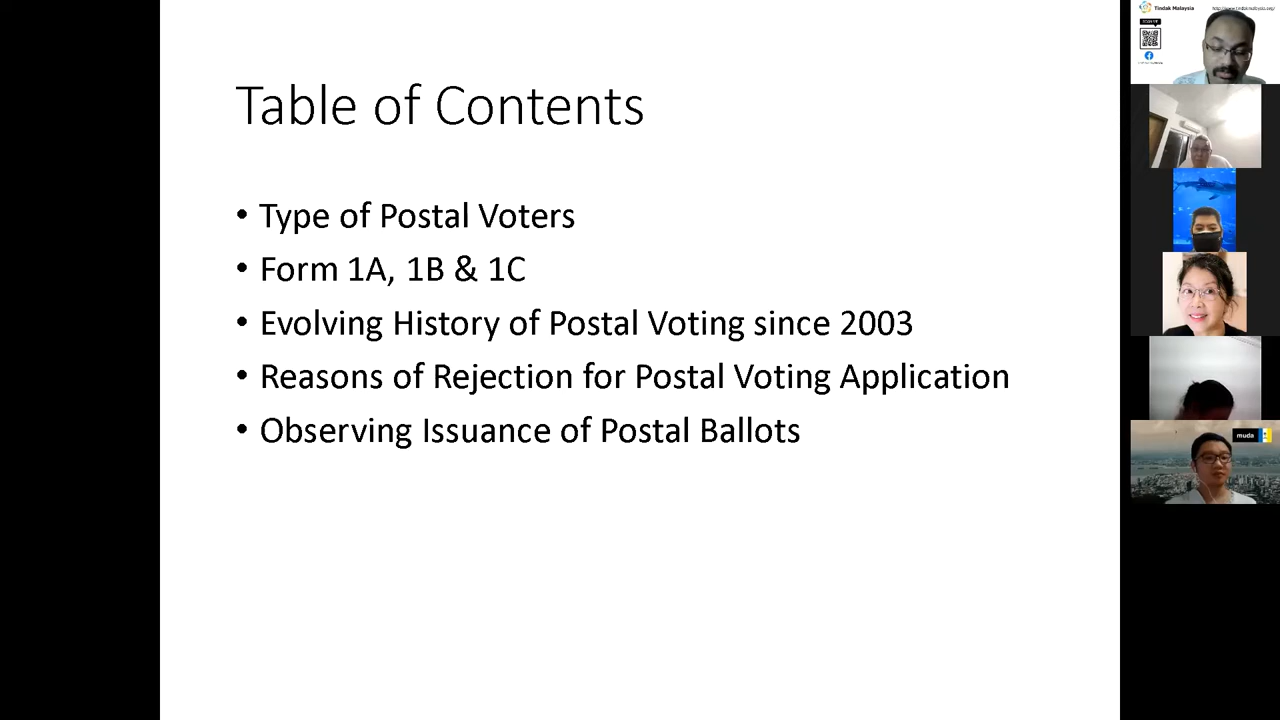 Table of Contents
• Type of Postal Voters
• Form 1A, 1B & 1C
• Evolving History of Postal Voting since 2003
• Reasons of Rejection for Postal Voting Application
• Observing Issuance of Postal Ballots
Tindak Malaysia
muda